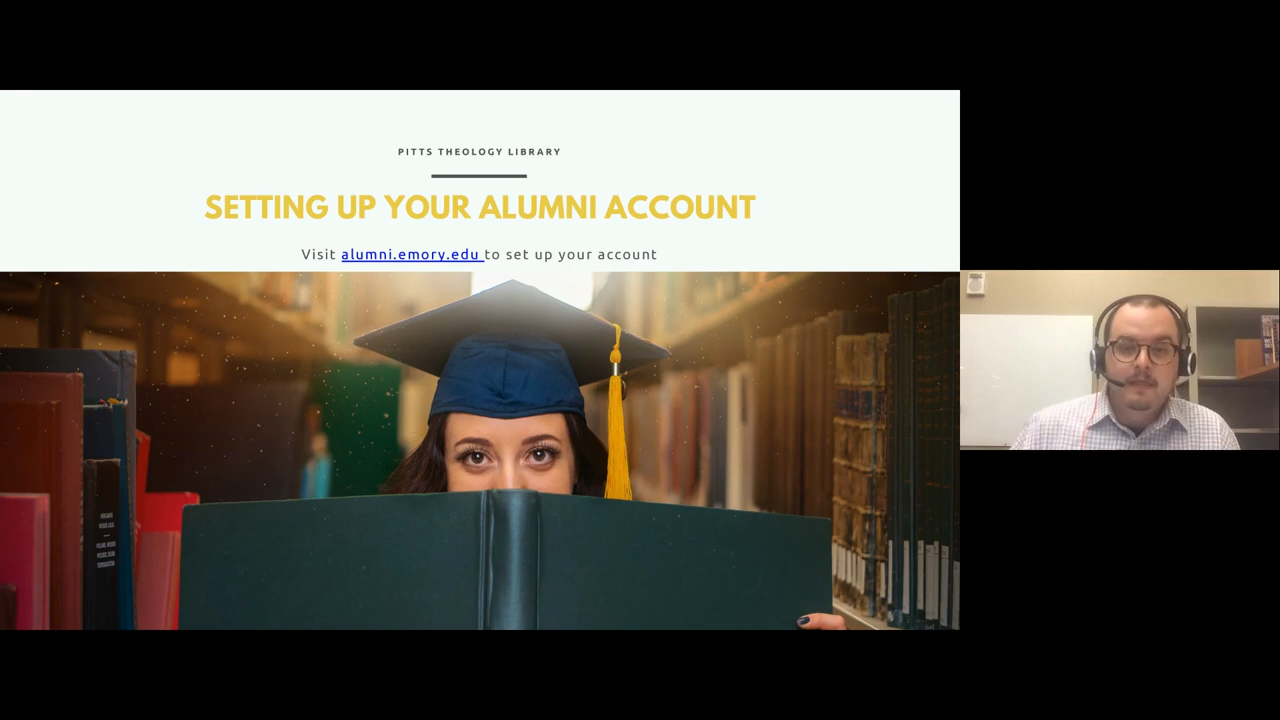 PITTS THEOLOGY LIBRARY
SETTING UP YOUR ALUMNI ACCOUNT
Visit alumni.emory.edu to set up your account